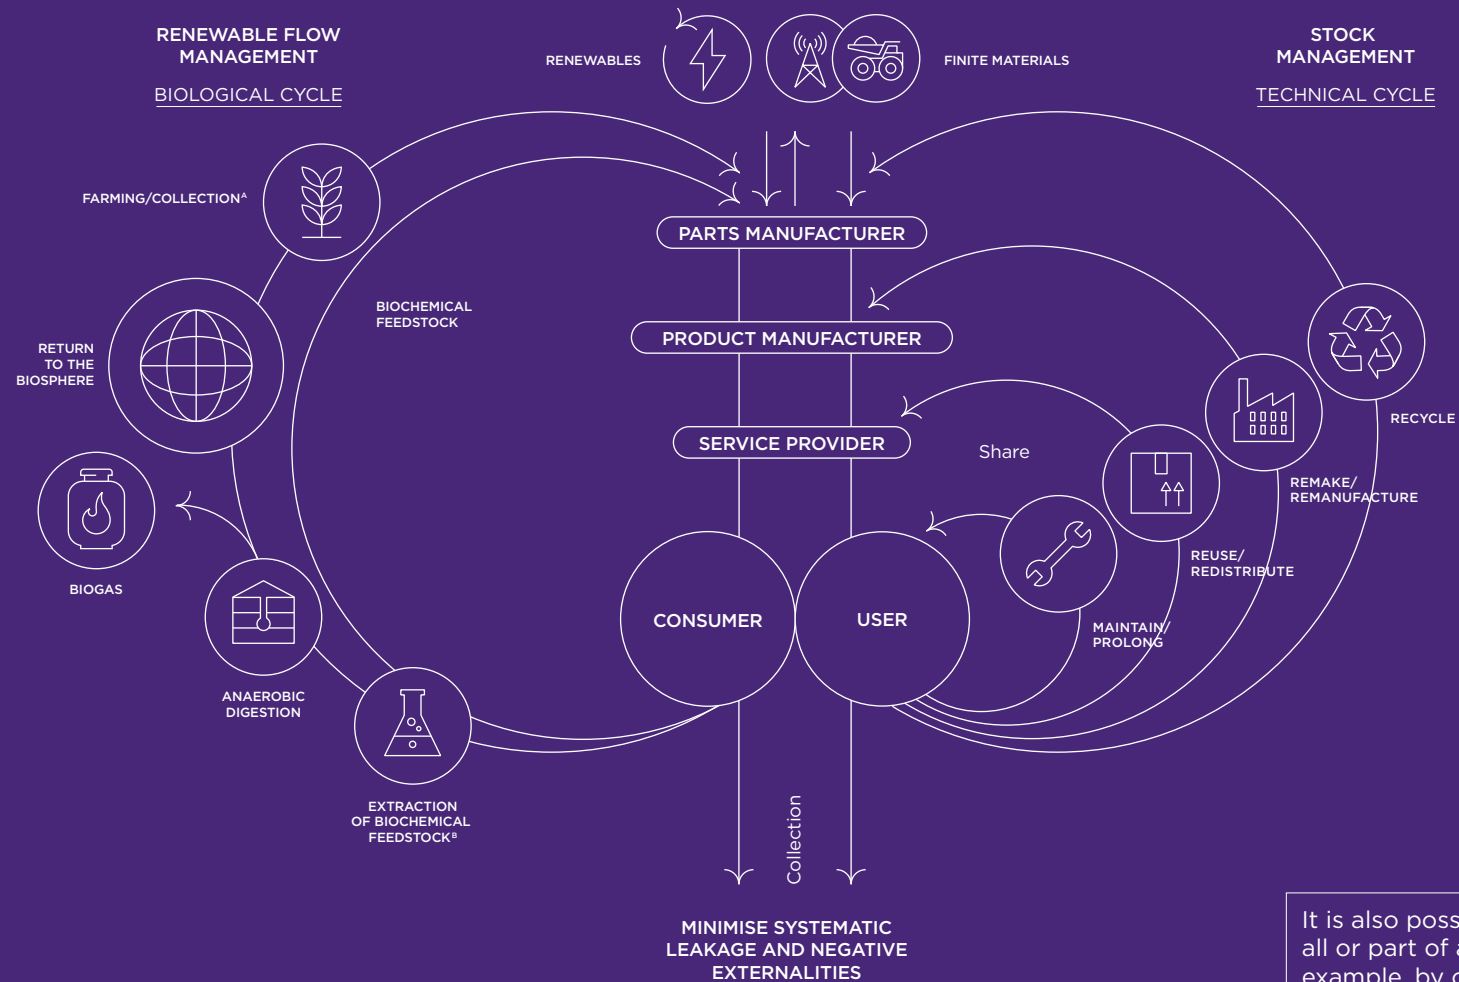 RENEWABLE FLOW
MANAGEMENT
BIOLOGICAL CYCLE
RENEWABLES
FINITE MATERIALS
STOCK
MANAGEMENT
TECHNICAL CYCLE
FARMING/COLLECTIONᴬ
PARTS MANUFACTURER
BIOCHEMICAL
FEEDSTOCK
RETURN
TO THE
BIOSPHERE
PRODUCT MANUFACTURER
RECYCLE
SERVICE PROVIDER
Share
REMAKE/
REMANUFACTURE
REUSE/
REDISTRIBUTE
BIOGAS
CONSUMER
USER
MAINTAIN/
PROLONG
ANAEROBIC
DIGESTION
EXTRACTION
OF BIOCHEMICAL
FEEDSTOCKᴮ
Collection
MINIMISE SYSTEMATIC
LEAKAGE AND NEGATIVE
EXTERNALITIES
It is also poss
all or part of a
example, by